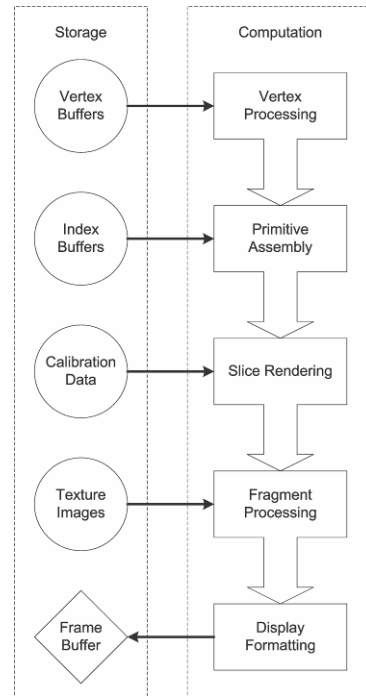 Storage
Computation
Vertex
Buffers
Vertex
Processing
Index
Buffers
Primitive
Assembly
Calibration
Data
Slice Rendering
Texture
Images
Fragment
Processing
Frame
Buffer
Display
Formatting